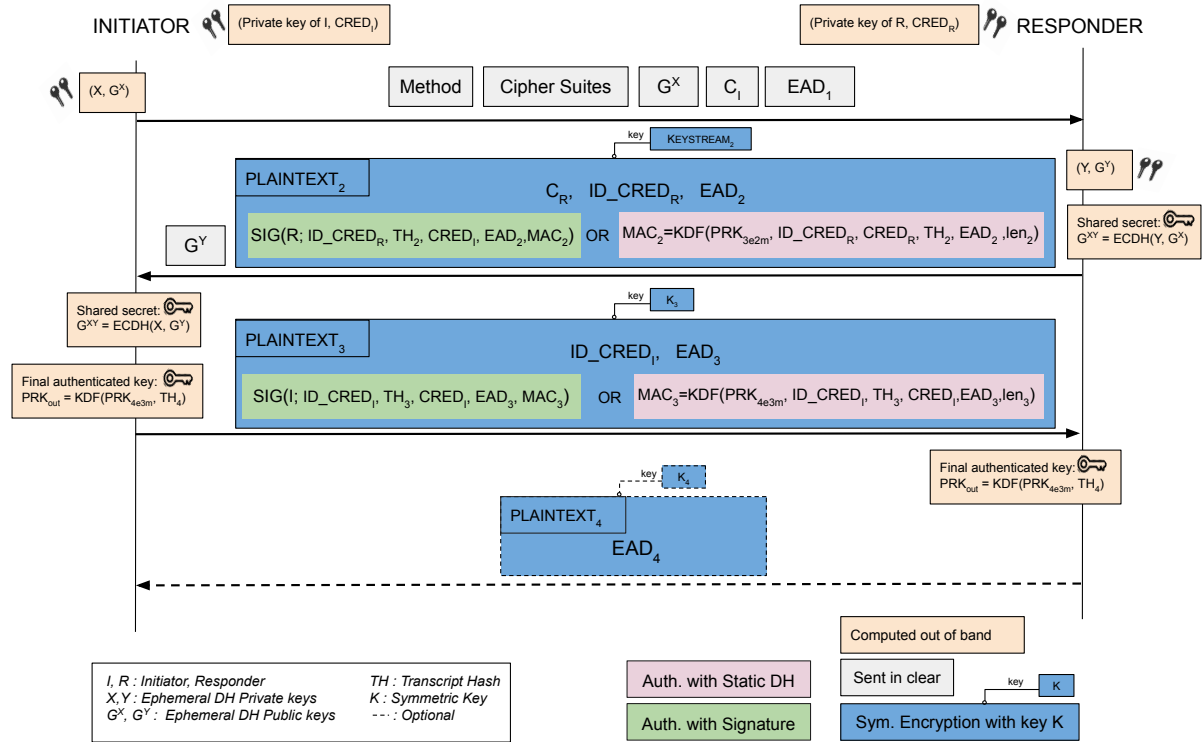 INITIATOR (Private key of I, CRED_I) (Private key of R, CRED_R) RESPONDER
(X, G^X)
Method Cipher Suites G^X C_I EAD_1
key KEYSTREAM_2
PLAINTEXT_2
C_R, ID_CRED_R, EAD_2
(Y, G^Y)
SIG(R; ID_CRED_R, TH_2, CRED_I, EAD_2,MAC_2) OR MAC_2=KDF(PRK_3e2m, ID_CRED_R, CRED_R, TH_2, EAD_2 ,len_2)
G^Y
Shared secret:
G^XY = ECDH(Y, G^X)
key K_3
Shared secret:
G^XY = ECDH(X, G^Y)
PLAINTEXT_3
ID_CRED_I, EAD_3
Final authenticated key:
PRK_out = KDF(PRK_4e3m, TH_4)
SIG(I; ID_CRED_I, TH_3, CRED_I, EAD_3, MAC_3) OR MAC_3=KDF(PRK_4e3m, ID_CRED_I, TH_3, CRED_I,EAD_3,len_3)
Final authenticated key:
PRK_out = KDF(PRK_4e3m, TH_4)
key K_4
PLAINTEXT_4
EAD_4
I, R : Initiator, Responder TH : Transcript Hash
X,Y : Ephemeral DH Private keys K : Symmetric Key
G^X, G^Y : Ephemeral DH Public keys ---: Optional
Computed out of band
Auth. with Static DH Sent in clear
key K
Auth. with Signature Sym. Encryption with key K